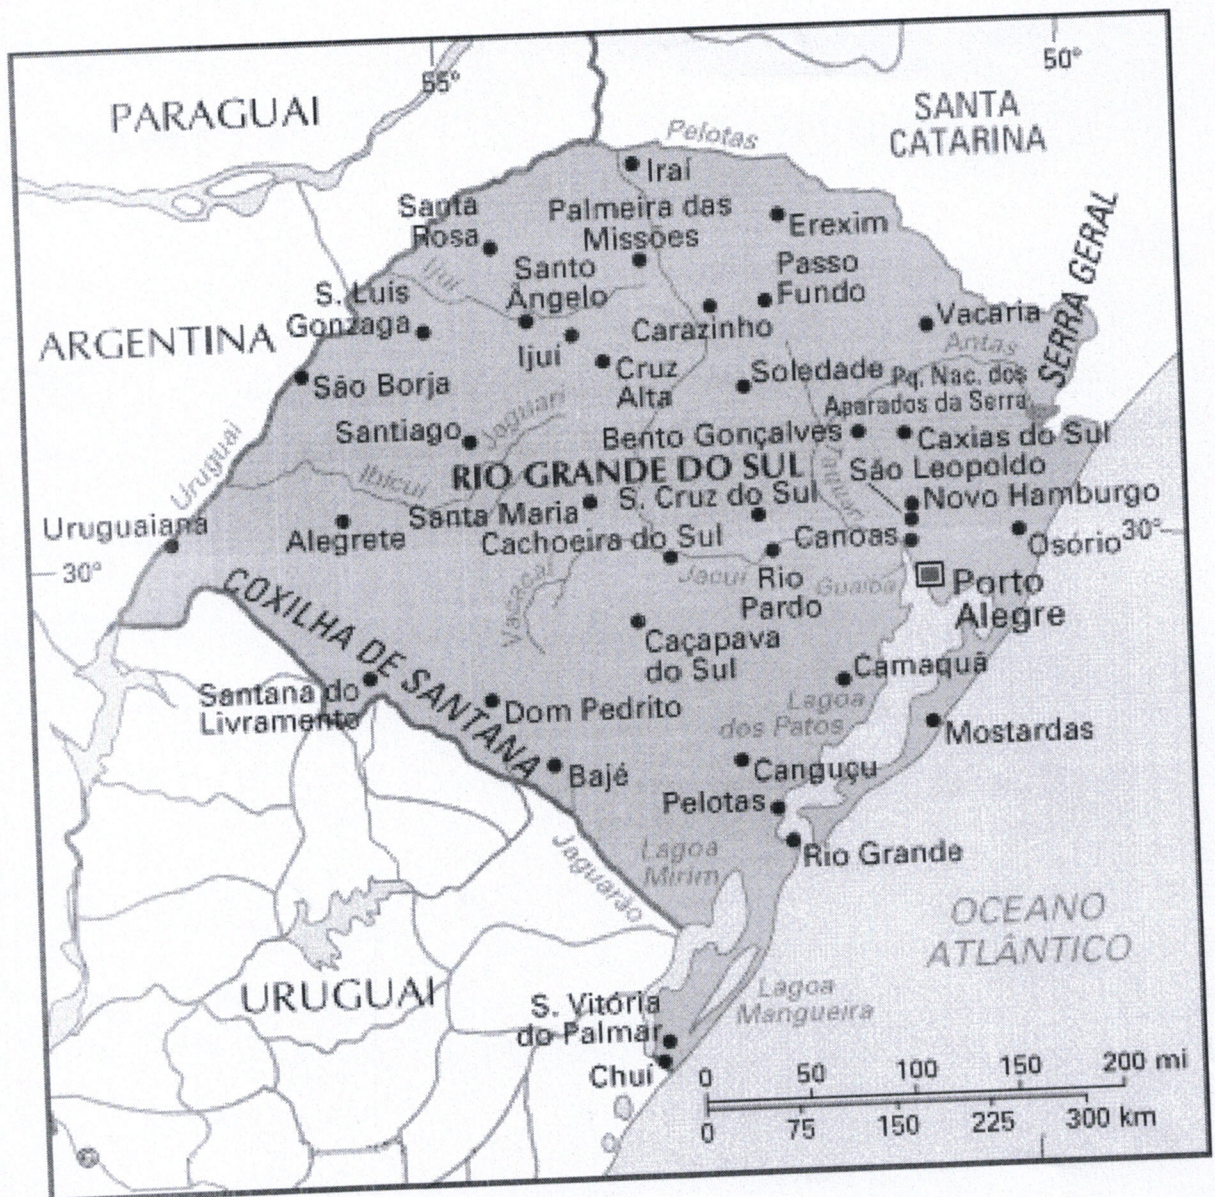 PARAGUAI
55°
50°
SANTA
CATARINA
Pelotas
Iraí
Santa
Rosa
Palmeira das
Missões
Erexim
SERRA GERAL
Ijuí
Santo
Ângelo
Passo
Fundo
S. Luis
Gonzaga
ARGENTINA
Carazinho
Vacaria
Antas
Ijuí
Cruz
Alta
Soledade
Pq. Nac. dos
Aparados da Serra
São Borja
Santiago
Jaguari
Bento Gonçalves
Caxias do Sul
Uruguai
Ibicuí
RIO GRANDE DO SUL
Taquari
São Leopoldo
Novo Hamburgo
Uruguaiana
Alegrete
Santa Maria
S. Cruz do Sul
Cachoeira do Sul
Canoas
Osório
30°
30°
COXILHA DE SANTANA
Vacacaí
Jacuí
Rio
Pardo
Guaíba
Porto
Alegre
Caçapava
do Sul
Camaquã
Santana do
Livramento
Dom Pedrito
Lagoa
dos Patos
Mostardas
Bajé
Canguçu
Pelotas
Rio Grande
Jaguarão
Lagoa
Mirim
OCEANO
ATLÂNTICO
URUGUAI
Lagoa
Mangueira
S. Vitória
do Palmar
Chuí
0 50 100 150 200 mi
0 75 150 225 300 km